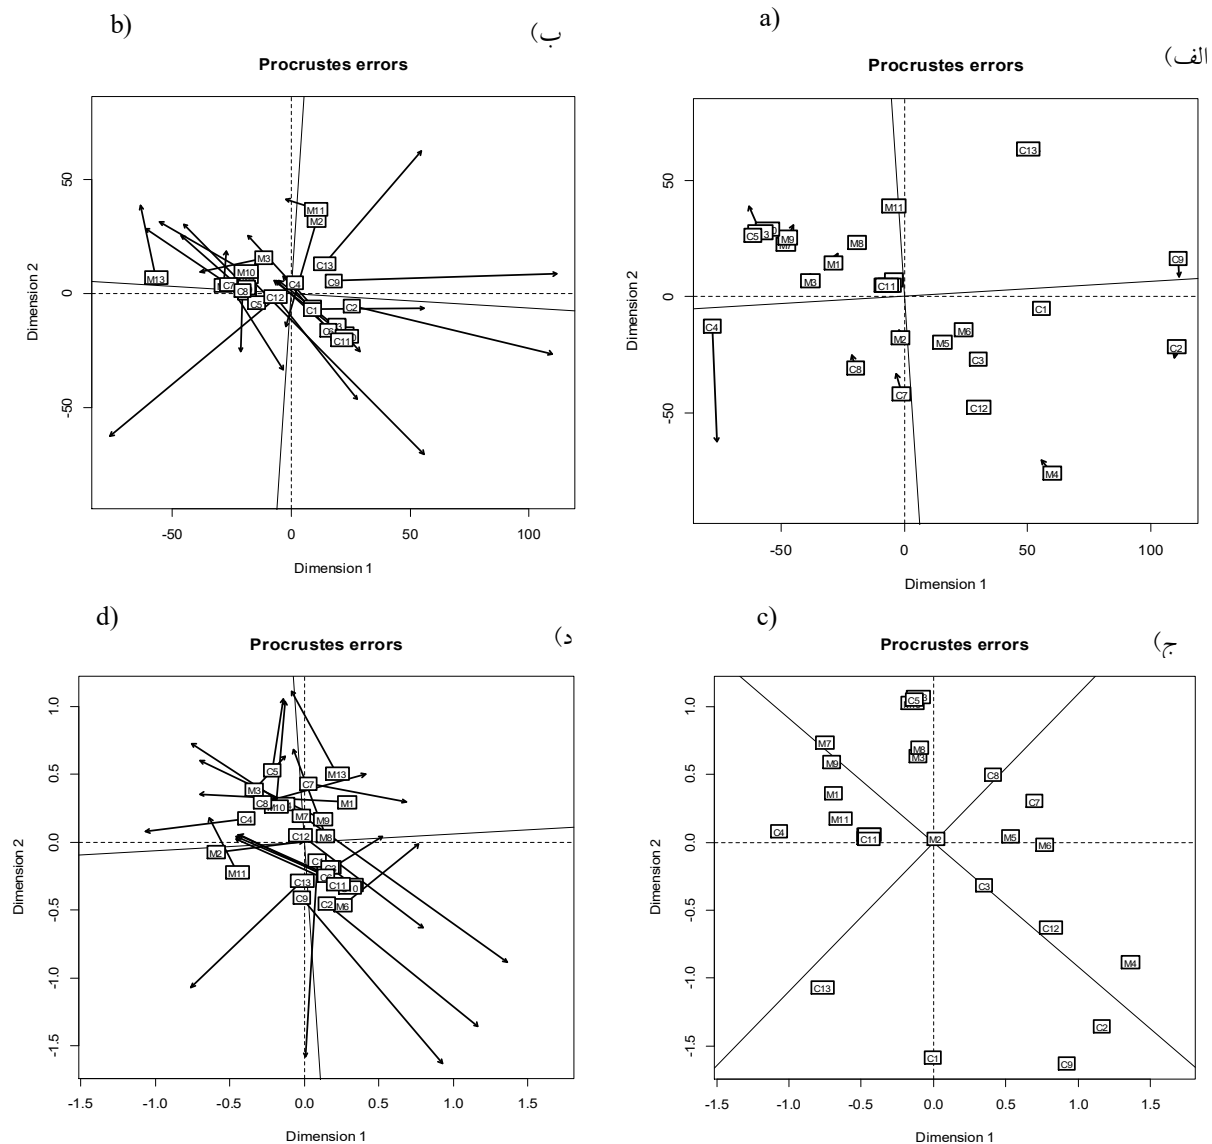 b)
ب)
Procrustes errors
Dimension 2
50
0
-50
M11
M2
M3
C13
M13
M10
C9
C7
C4
C8
C12
C5
C2
C1
C6
C11
-50
0
50
100
Dimension 1
a)
الف)
Procrustes errors
Dimension 2
50
0
-50
C13
M11
C5
M9
M8
M1
C9
M3
C11
C1
C4
M6
M2
M5
C2
C3
C8
C7
C12
M4
-50
0
50
100
Dimension 1
d)
د)
Procrustes errors
Dimension 2
1.0
0.5
0.0
-0.5
-1.0
-1.5
C5
M13
C7
M3
C8
M10
M1
C4
M7
M9
C12
M8
M2
M11
C13
C6
C11
C9
C2
M6
-1.5
-1.0
-0.5
0.0
0.5
1.0
1.5
Dimension 1
c)
ج)
Procrustes errors
Dimension 2
1.0
0.5
0.0
-0.5
-1.0
-1.5
C5
M7
M8
M9
C8
M1
C7
M11
C4
C11
M2
M5
M6
C3
C12
M4
C13
C2
C1
C9
-1.5
-1.0
-0.5
0.0
0.5
1.0
1.5
Dimension 1